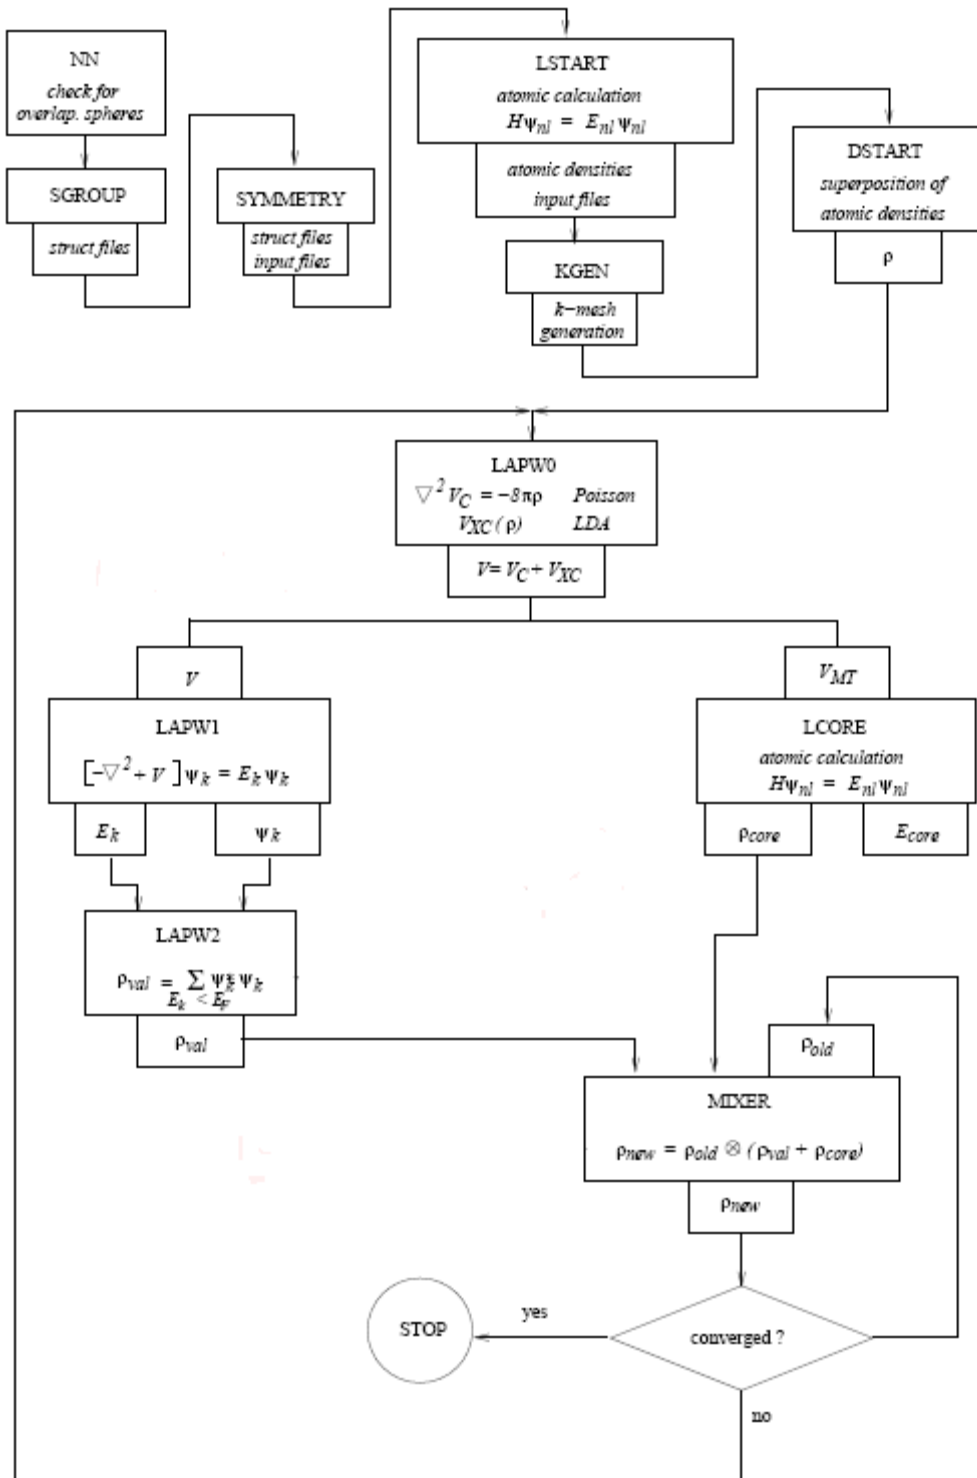 NN
check for
overlap. spheres
SGROUP
struct files
SYMMETRY
struct files
input files
LSTART
atomic calculation
Hψnl = Enl ψnl
atomic densities
input files
KGEN
k-mesh
generation
DSTART
superposition of
atomic densities
ρ
LAPW0
▽² VC = -8πρ Poisson
VXC(ρ) LDA
V= VC + VXC
V
LAPW1
[-▽² + V] ψk = Ek ψk
Ek ψk
LAPW2
ρval = Σ ψk* ψk
Ek < EF
ρval
VMT
LCORE
atomic calculation
Hψnl = Enl ψnl
ρcore Ecore
ρold
MIXER
ρnew = ρold ⊗ (ρval + ρcore)
ρnew
converged ?
yes
STOP
no